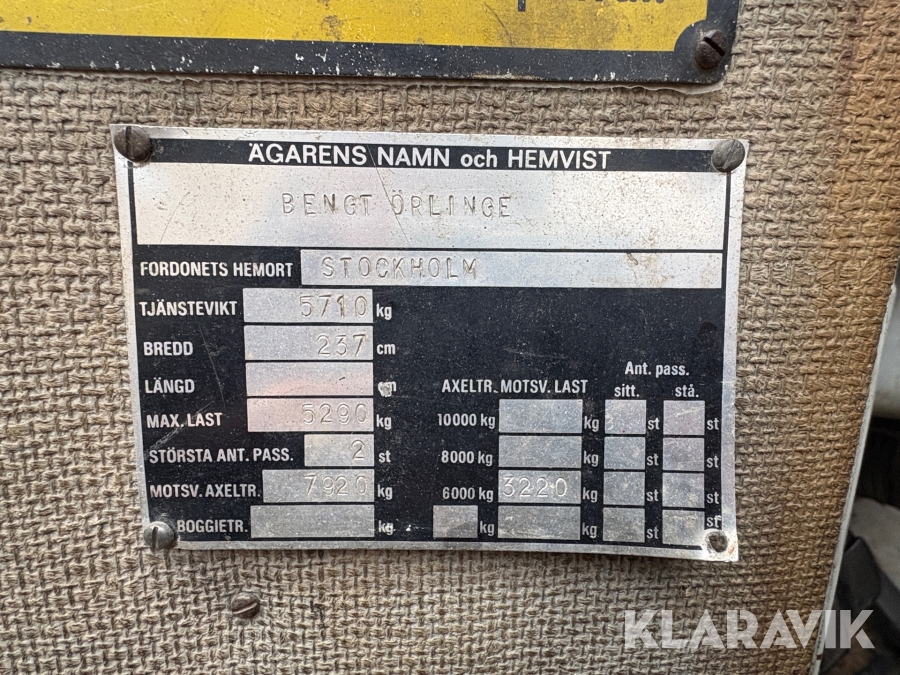 ÄGARENS NAMN och HEMVIST
BENGT ÖRLINGE
FORDONETS HEMORT STOCKHOLM
TJÄNSTEVIKT 5710 kg
BREDD 237 cm
LÄNGD cm
MAX. LAST 5290 kg
STÖRSTA ANT. PASS. 2 st
MOTSV. AXELTR. 7920 kg
BOGGIETR. kg
Ant. pass.
AXELTR. MOTSV. LAST sitt. stå.
10000 kg kg st st
8000 kg kg st st
6000 kg 3220 kg st st
kg kg st st
KLARAVIK